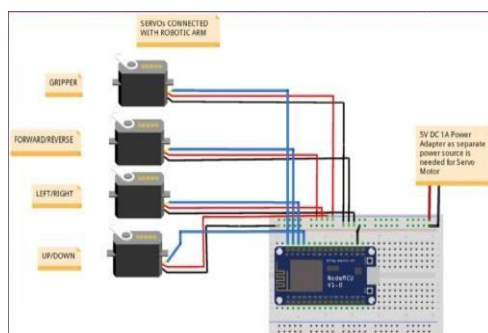 SERVOs CONNECTED
WITH ROBOTIC ARM
GRIPPER
FORWARD/REVERSE
LEFT/RIGHT
UP/DOWN
5V DC 1A Power
Adapter as separate
power source is
needed for Servo
Motor
NodeMCU
V1.0